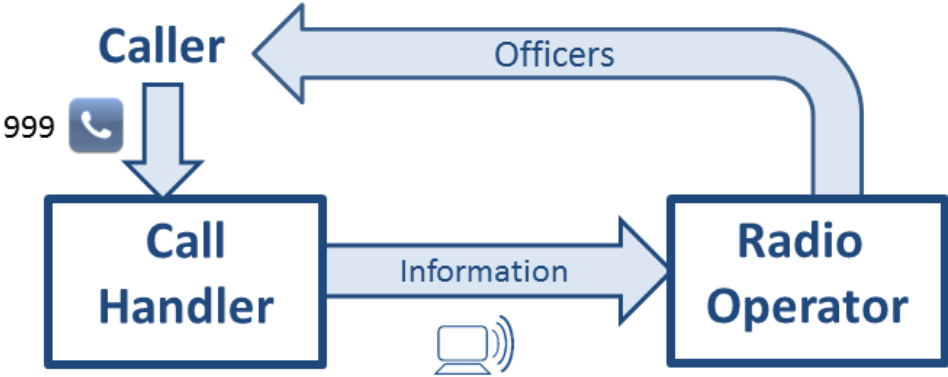 Caller
Officers
999
Call
Handler
Information
Radio
Operator